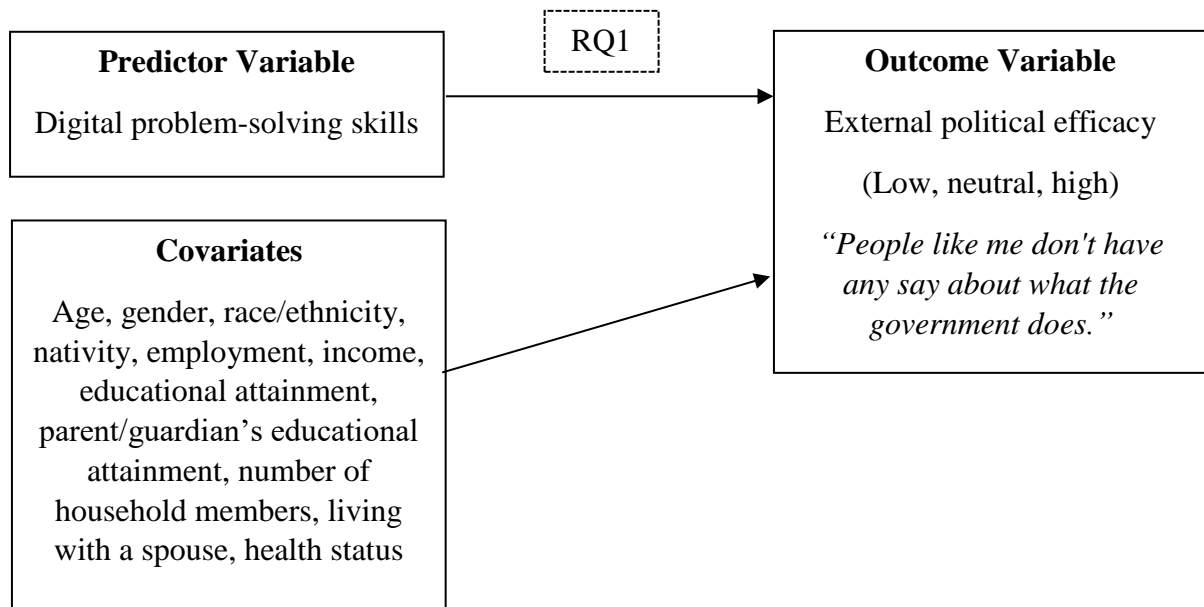 RQ1
Predictor Variable
Digital problem-solving skills
Covariates
Age, gender, race/ethnicity,
nativity, employment, income,
educational attainment,
parent/guardian’s educational
attainment, number of
household members, living
with a spouse, health status
Outcome Variable
External political efficacy
(Low, neutral, high)
“People like me don't have
any say about what the
government does.”